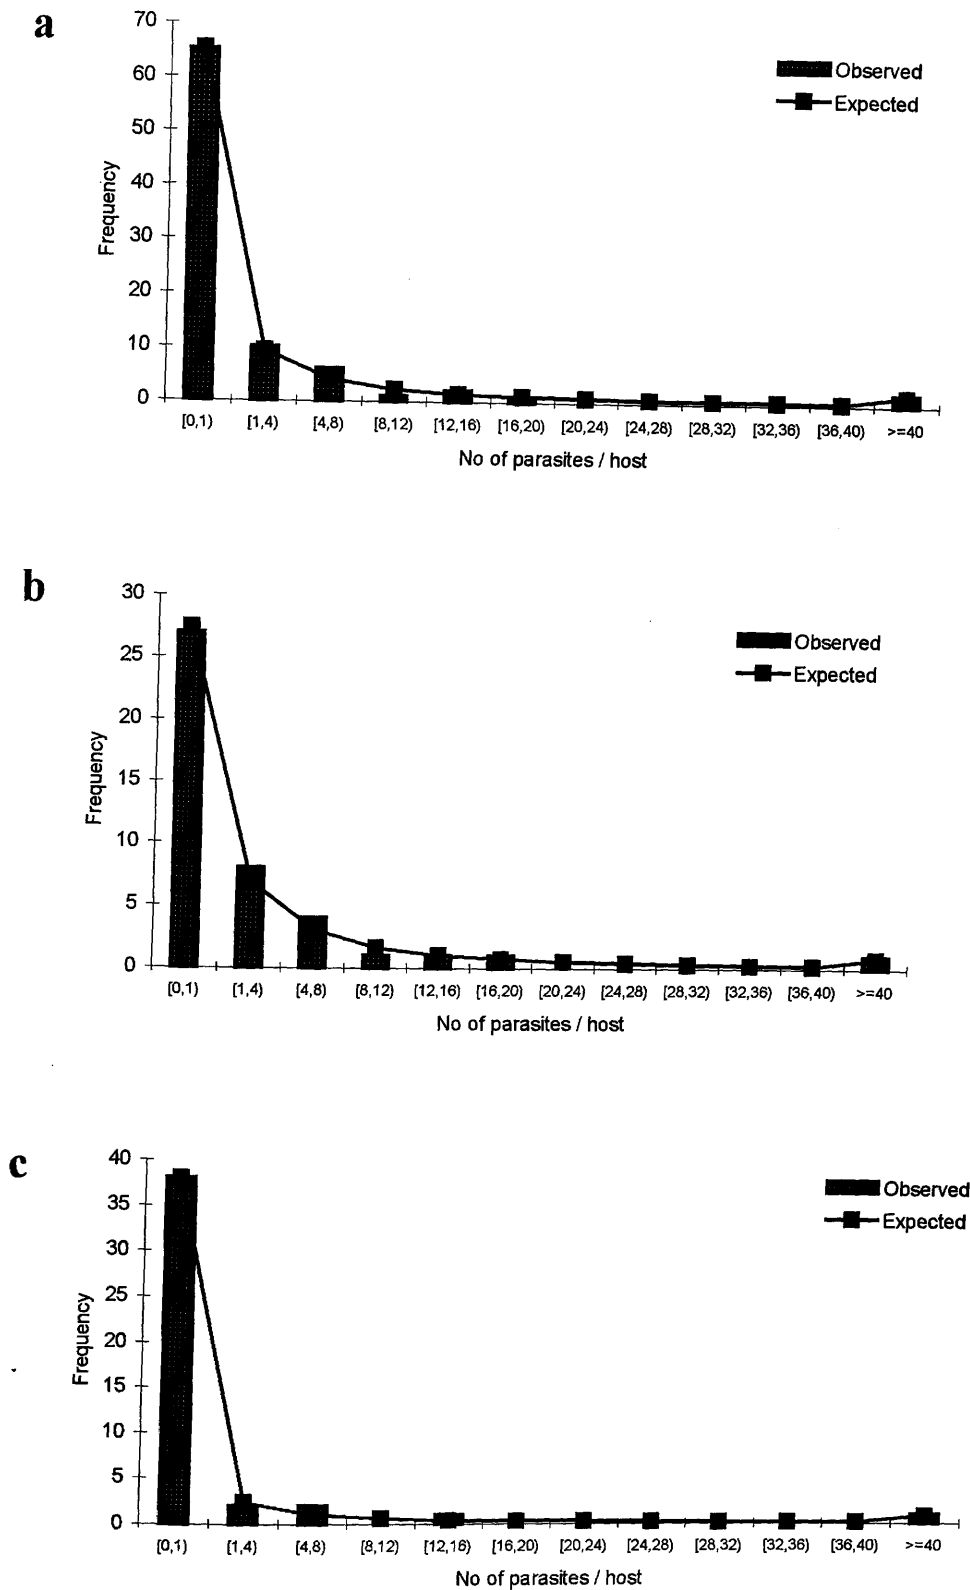 a
70
60
50
40
30
20
10
0
Frequency
Observed
Expected
[0,1) [1,4) [4,8) [8,12) [12,16) [16,20) [20,24) [24,28) [28,32) [32,36) [36,40) >=40
No of parasites / host
b
30
25
20
15
10
5
0
Frequency
Observed
Expected
[0,1) [1,4) [4,8) [8,12) [12,16) [16,20) [20,24) [24,28) [28,32) [32,36) [36,40) >=40
No of parasites / host
c
40
35
30
25
20
15
10
5
0
Frequency
Observed
Expected
[0,1) [1,4) [4,8) [8,12) [12,16) [16,20) [20,24) [24,28) [28,32) [32,36) [36,40) >=40
No of parasites / host